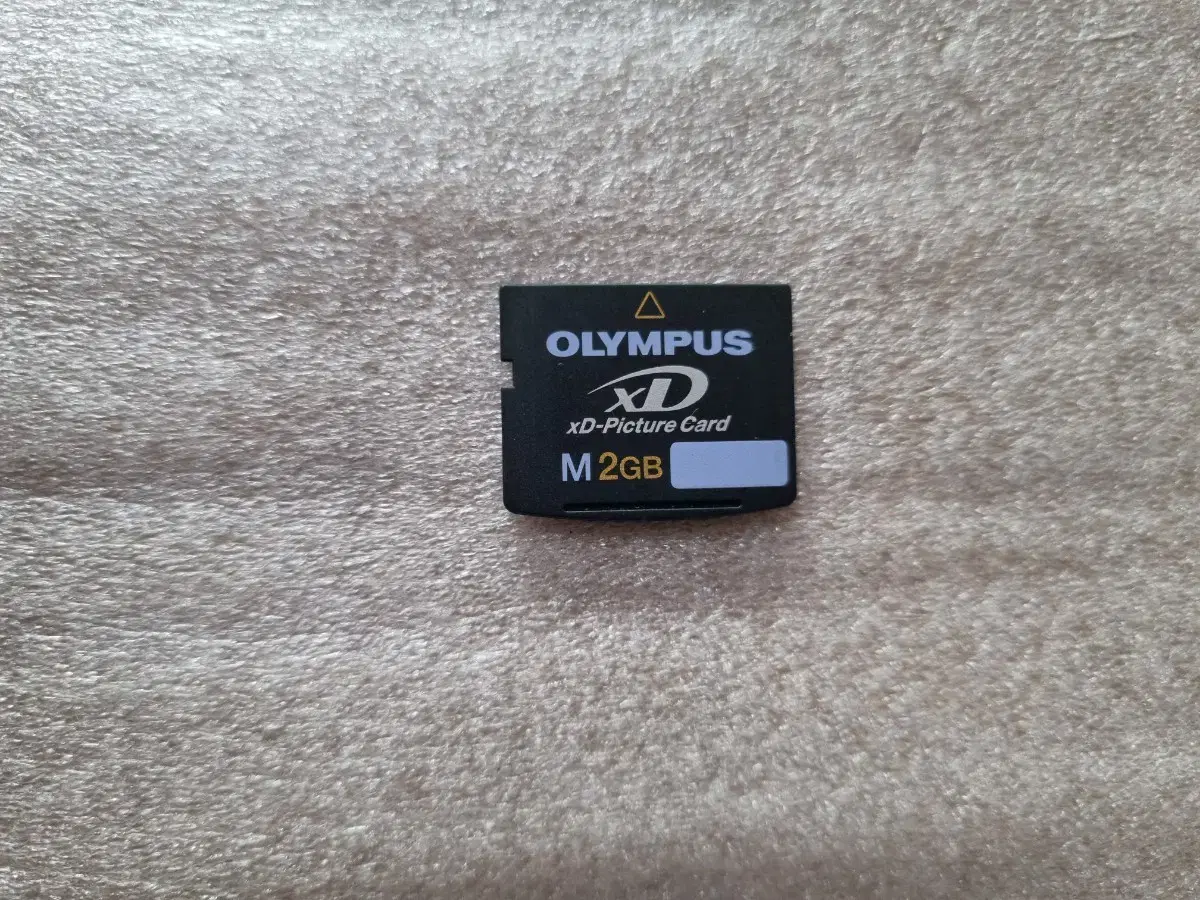 OLYMPUS
xD
xD-Picture Card
M 2GB